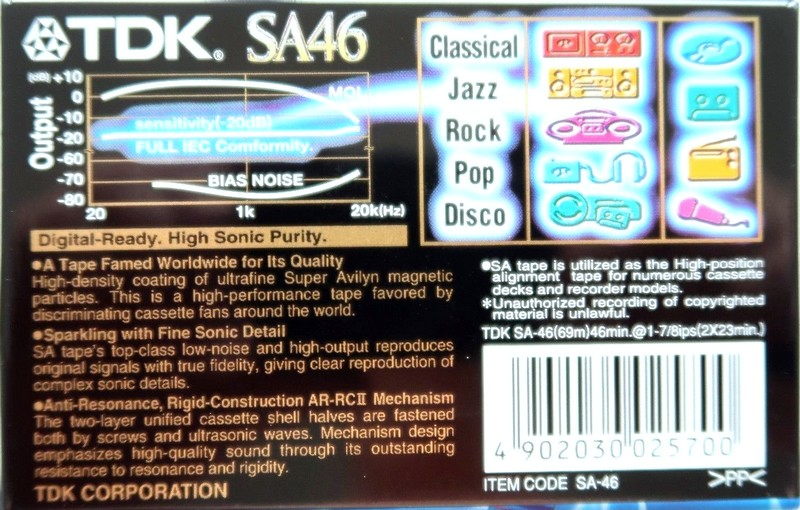 TDK® SA46
[dB] +10
0
-10
-20
-60
-70
-80
Output
MOL
sensitivity(-20dB)
FULL IEC Comformity.
BIAS NOISE
20 1k 20k(Hz)
Classical
Jazz
Rock
Pop
Disco
Digital-Ready. High Sonic Purity.
●A Tape Famed Worldwide for Its Quality
High-density coating of ultrafine Super Avilyn magnetic
particles. This is a high-performance tape favored by
discriminating cassette fans around the world.
●Sparkling with Fine Sonic Detail
SA tape's top-class low-noise and high-output reproduces
original signals with true fidelity, giving clear reproduction of
complex sonic details.
●Anti-Resonance, Rigid-Construction AR-RCII Mechanism
The two-layer unified cassette shell halves are fastened
both by screws and ultrasonic waves. Mechanism design
emphasizes high-quality sound through its outstanding
resistance to resonance and rigidity.
TDK CORPORATION
●SA tape is utilized as the High-position
alignment tape for numerous cassette
decks and recorder models.
*Unauthorized recording of copyrighted
material is unlawful.
TDK SA-46(69m)46min.@1-7/8ips(2X23min.)
4 902030 025700
ITEM CODE SA-46
>PP<